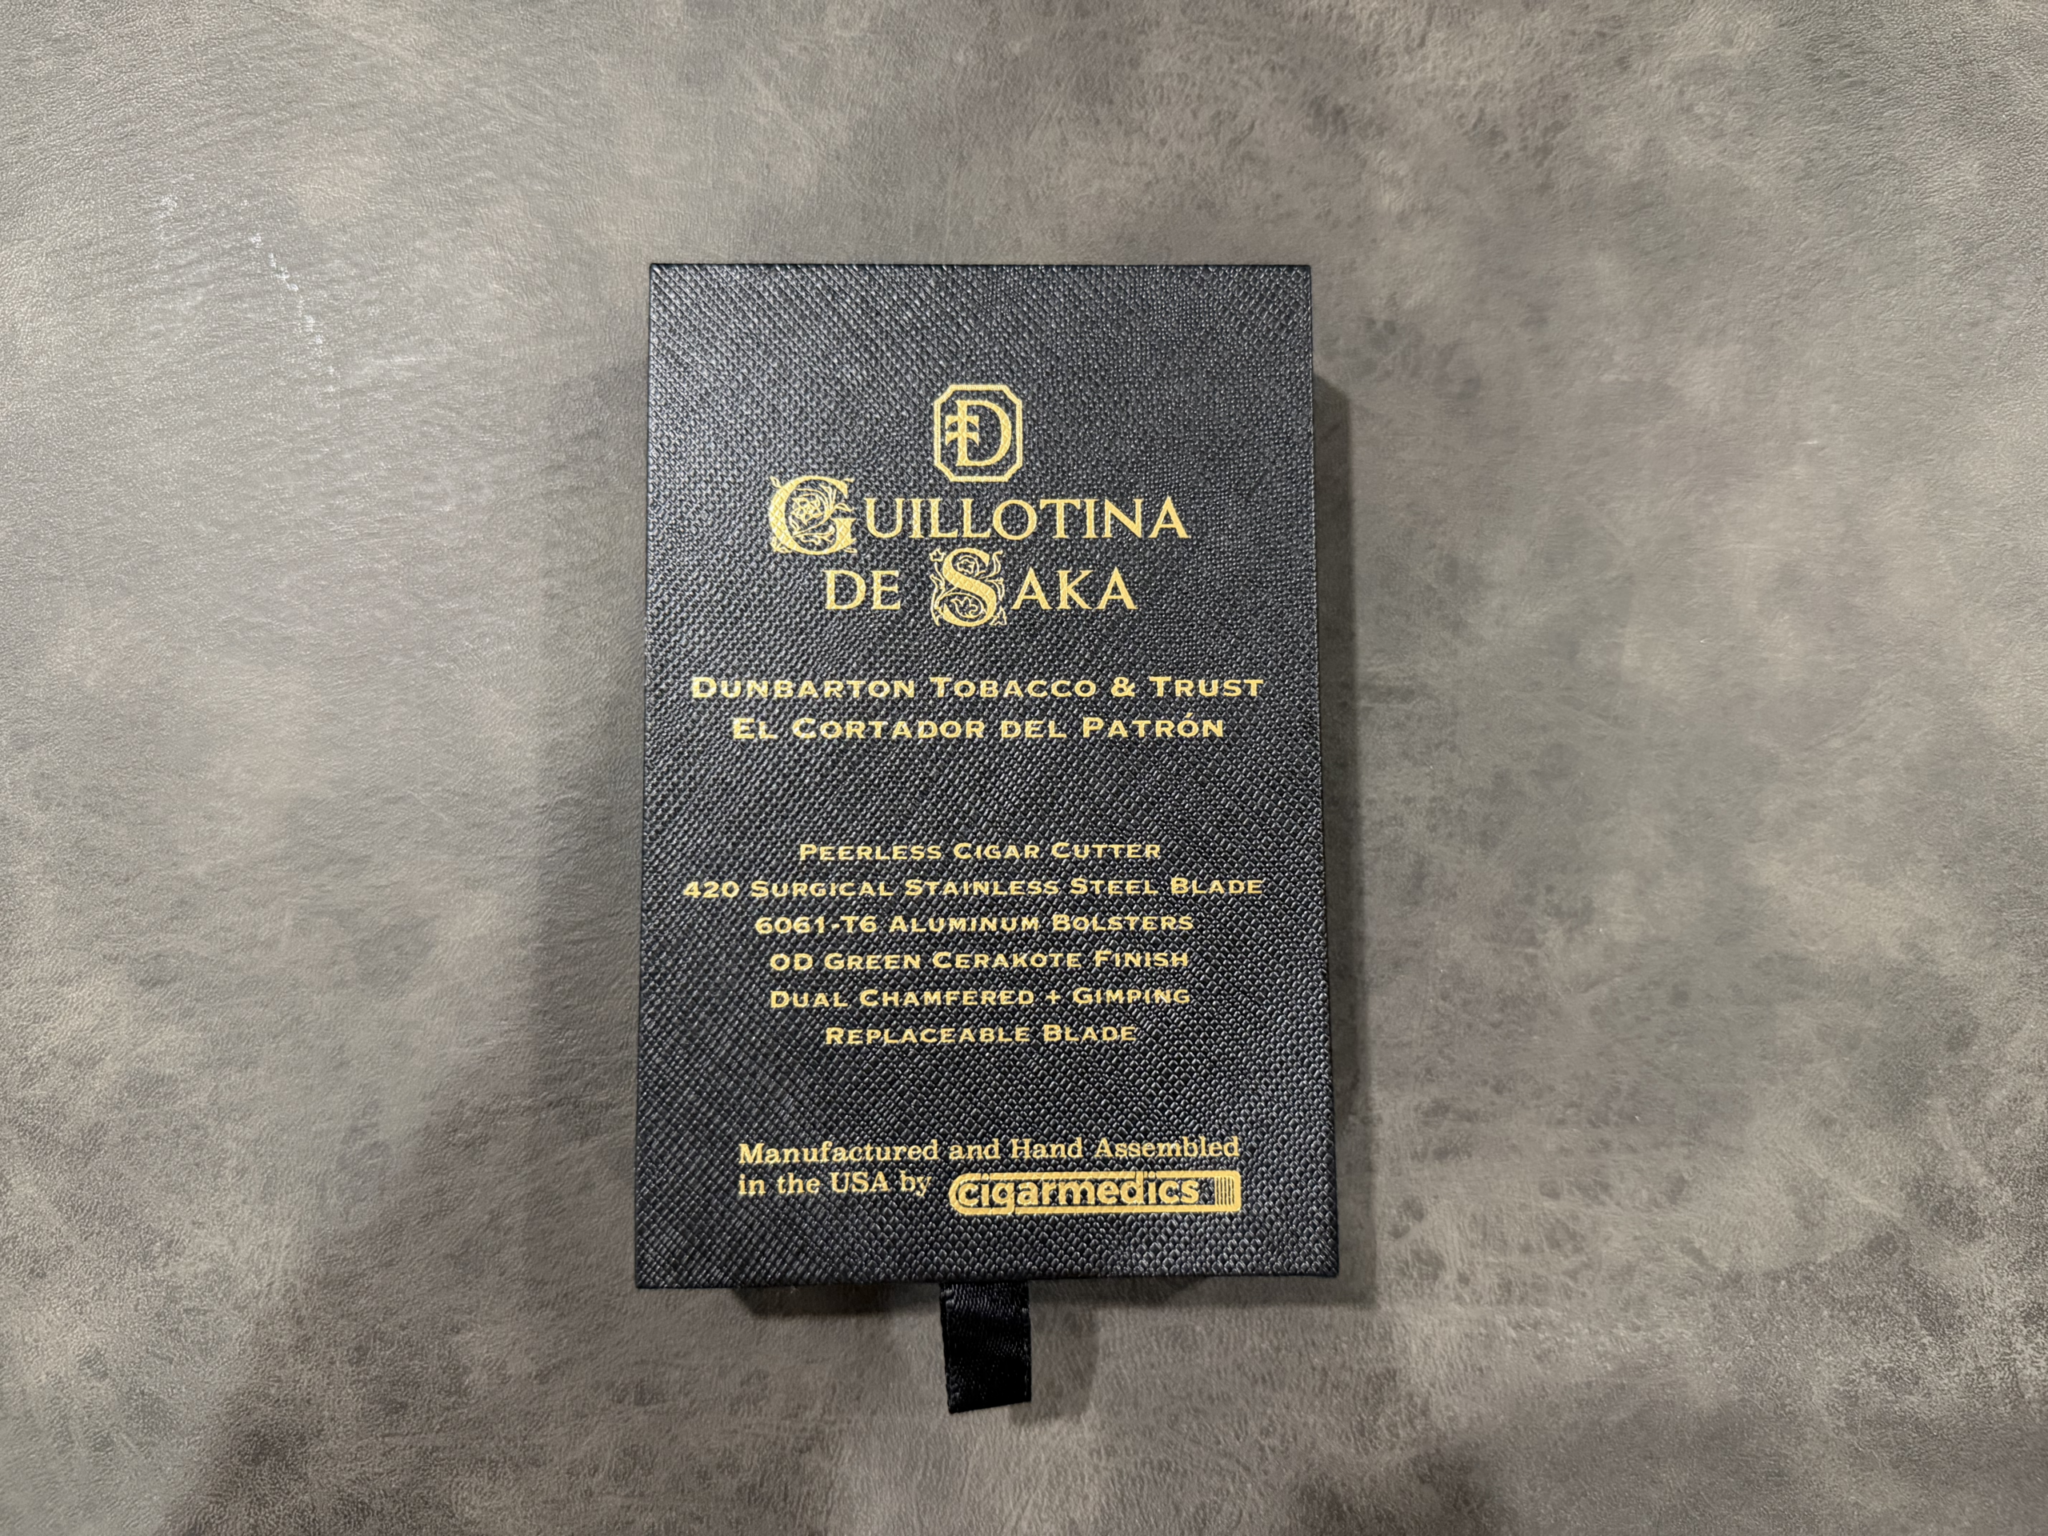 D
GUILLOTINA
DE SAKA
DUNBARTON TOBACCO & TRUST
EL CORTADOR DEL PATRÓN
PEERLESS CIGAR CUTTER
420 SURGICAL STAINLESS STEEL BLADE
6061-T6 ALUMINUM BOLSTERS
OD GREEN CERAKOTE FINISH
DUAL CHAMFERED + GIMPING
REPLACEABLE BLADE
Manufactured and Hand Assembled
in the USA by cigarmedics